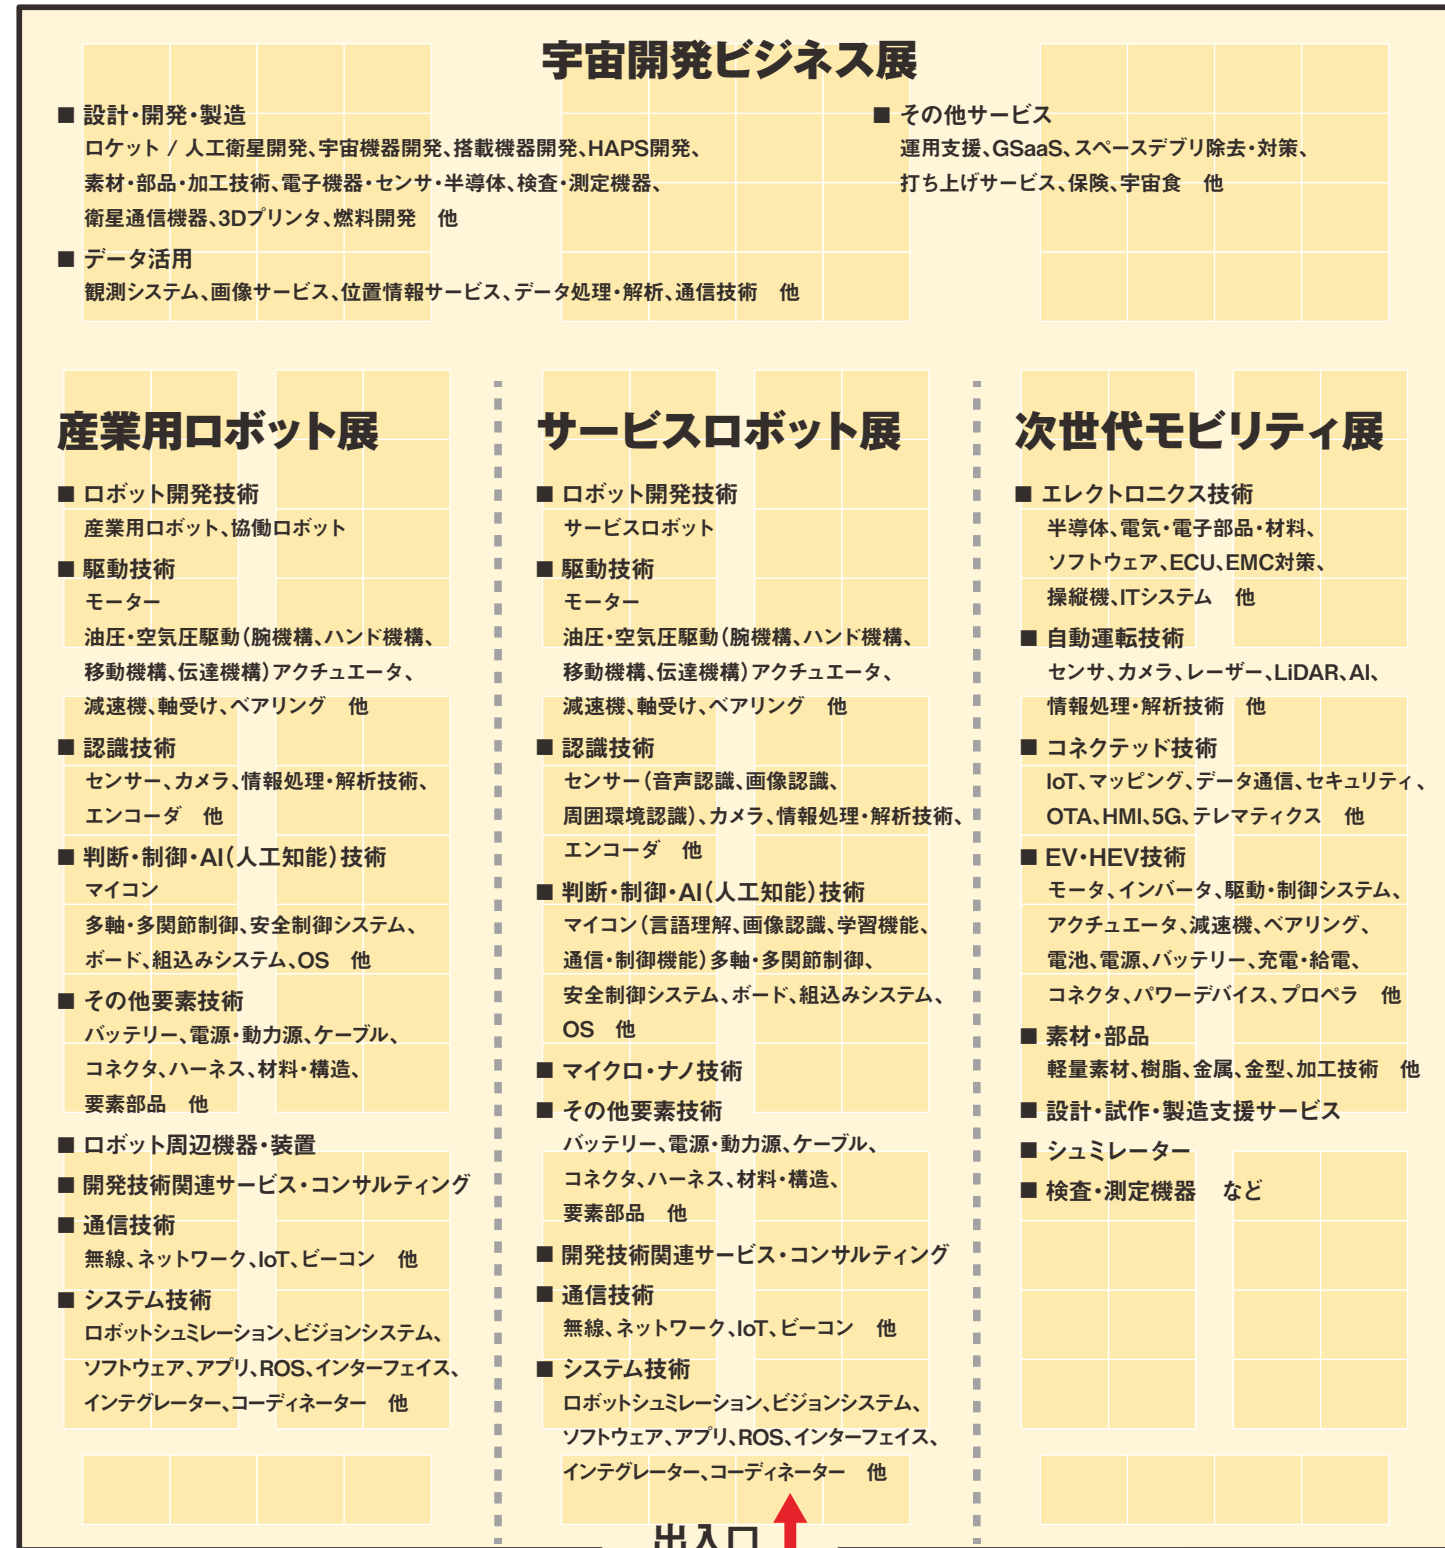 宇宙開発ビジネス展
■ 設計・開発・製造
ロケット / 人工衛星開発、宇宙機器開発、搭載機器開発、HAPS開発、
素材・部品・加工技術、電子機器・センサ・半導体、検査・測定機器、
衛星通信機器、3Dプリンタ、燃料開発　他
■ データ活用
観測システム、画像サービス、位置情報サービス、データ処理・解析、通信技術　他
■ その他サービス
運用支援、GSaaS、スペースデブリ除去・対策、
打ち上げサービス、保険、宇宙食　他
産業用ロボット展
■ ロボット開発技術
産業用ロボット、協働ロボット
■ 駆動技術
モーター
油圧・空気圧駆動（腕機構、ハンド機構、
移動機構、伝達機構）アクチュエータ、
減速機、軸受け、ベアリング　他
■ 認識技術
センサー、カメラ、情報処理・解析技術、
エンコーダ　他
■ 判断・制御・AI（人工知能）技術
マイコン
多軸・多関節制御、安全制御システム、
ボード、組込みシステム、OS　他
■ その他要素技術
バッテリー、電源・動力源、ケーブル、
コネクタ、ハーネス、材料・構造、
要素部品　他
■ ロボット周辺機器・装置
■ 開発技術関連サービス・コンサルティング
■ 通信技術
無線、ネットワーク、IoT、ビーコン　他
■ システム技術
ロボットシュミレーション、ビジョンシステム、
ソフトウェア、アプリ、ROS、インターフェイス、
インテグレーター、コーディネーター　他
サービスロボット展
■ ロボット開発技術
サービスロボット
■ 駆動技術
モーター
油圧・空気圧駆動（腕機構、ハンド機構、
移動機構、伝達機構）アクチュエータ、
減速機、軸受け、ベアリング　他
■ 認識技術
センサー（音声認識、画像認識、
周囲環境認識）、カメラ、情報処理・解析技術、
エンコーダ　他
■ 判断・制御・AI（人工知能）技術
マイコン（言語理解、画像認識、学習機能、
通信・制御機能）多軸・多関節制御、
安全制御システム、ボード、組込みシステム、
OS　他
■ マイクロ・ナノ技術
■ その他要素技術
バッテリー、電源・動力源、ケーブル、
コネクタ、ハーネス、材料・構造、
要素部品　他
■ 開発技術関連サービス・コンサルティング
■ 通信技術
無線、ネットワーク、IoT、ビーコン　他
■ システム技術
ロボットシュミレーション、ビジョンシステム、
ソフトウェア、アプリ、ROS、インターフェイス、
インテグレーター、コーディネーター　他
次世代モビリティ展
■ エレクトロニクス技術
半導体、電気・電子部品・材料、
ソフトウェア、ECU、EMC対策、
操縦機、ITシステム　他
■ 自動運転技術
センサ、カメラ、レーザー、LiDAR、AI、
情報処理・解析技術　他
■ コネクテッド技術
IoT、マッピング、データ通信、セキュリティ、
OTA、HMI、5G、テレマティクス　他
■ EV・HEV技術
モータ、インバータ、駆動・制御システム、
アクチュエータ、減速機、ベアリング、
電池、電源、バッテリー、充電・給電、
コネクタ、パワーデバイス、プロペラ　他
■ 素材・部品
軽量素材、樹脂、金属、金型、加工技術　他
■ 設計・試作・製造支援サービス
■ シュミレーター
■ 検査・測定機器　など
出入口